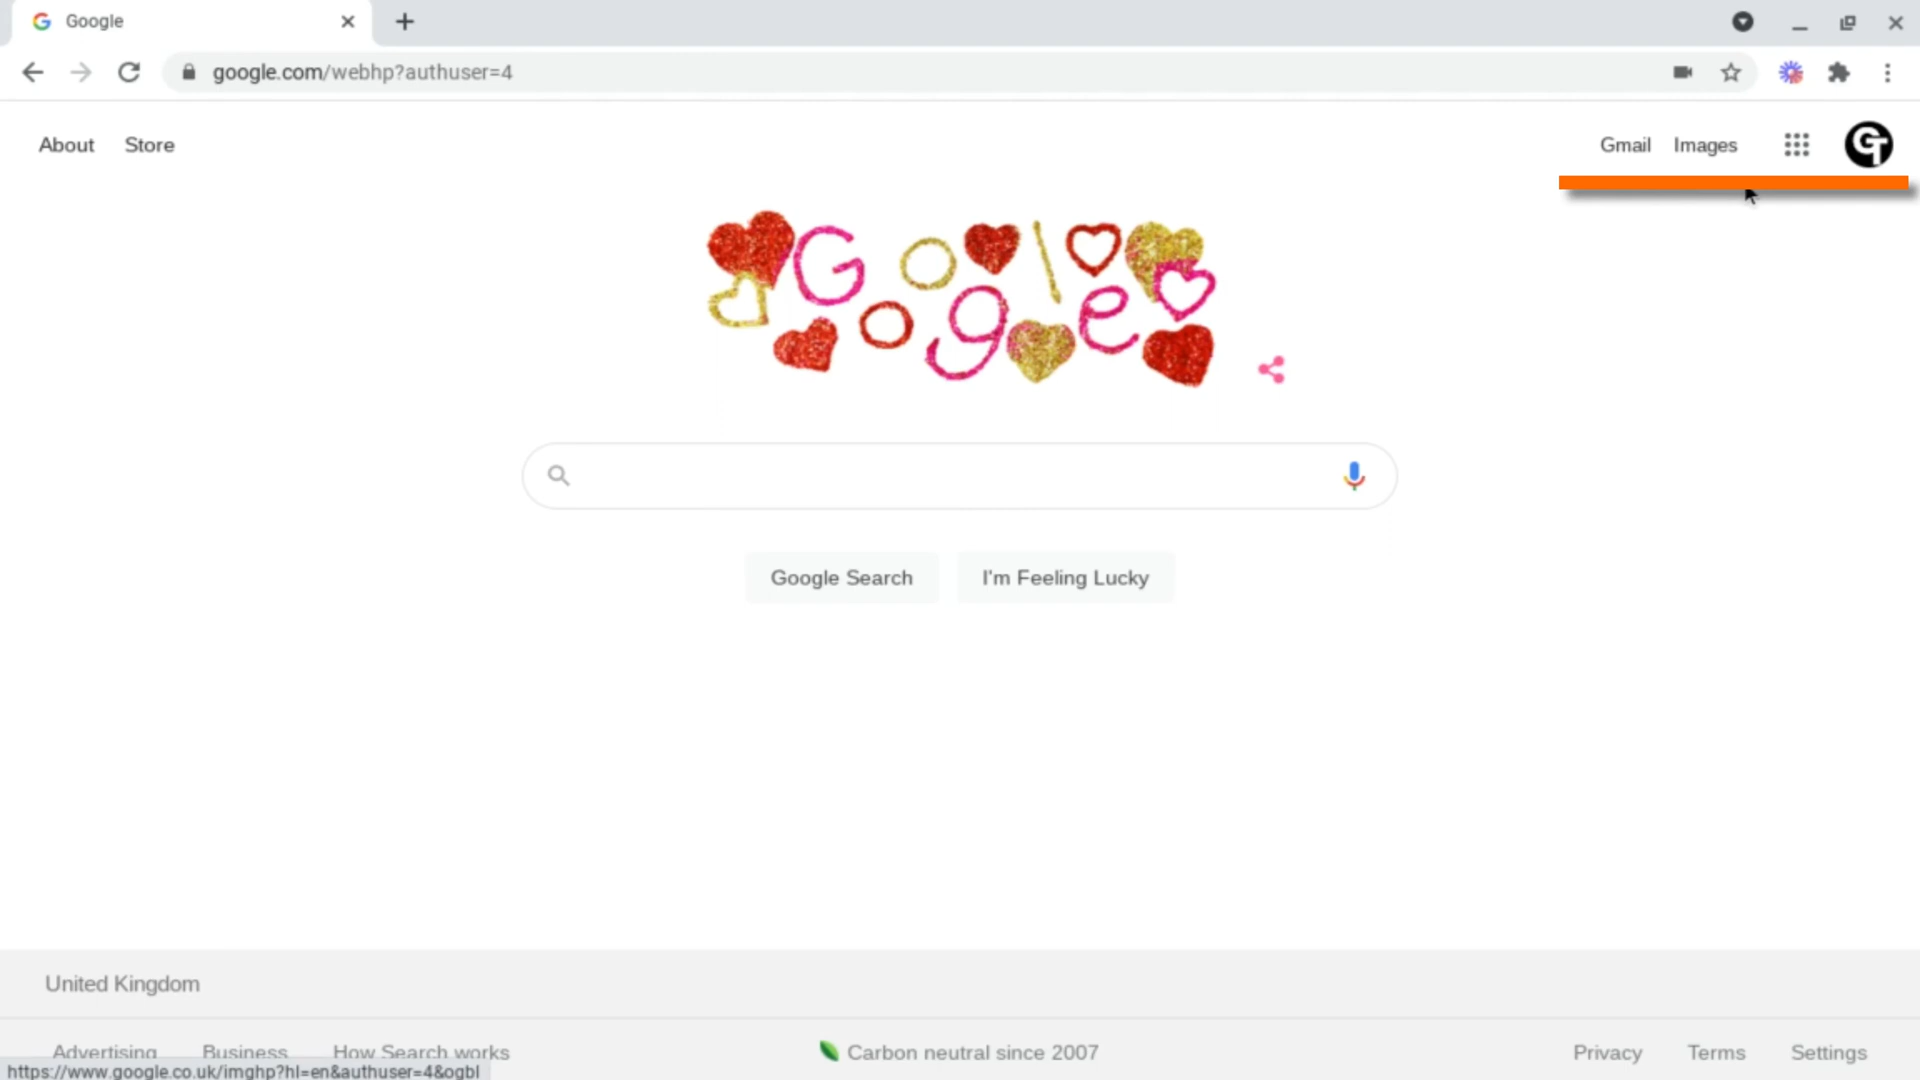 Google
google.com/webhp?authuser=4
About Store
Gmail Images
GT
Google
Google Search I'm Feeling Lucky
United Kingdom
Advertising Business How Search works
Carbon neutral since 2007
Privacy Terms Settings
https://www.google.co.uk/imghp?hl=en&authuser=4&ogbl